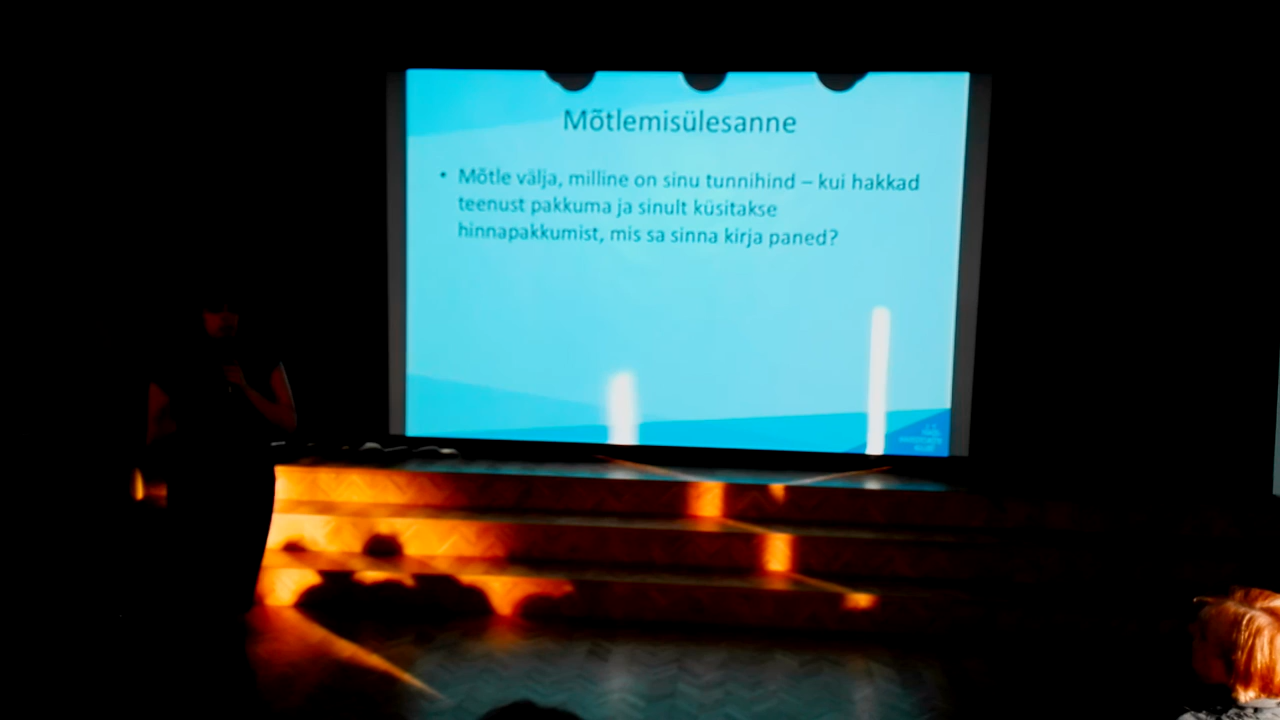 Mõtlemisülesanne
• Mõtle välja, milline on sinu tunnihind – kui hakkad
teenust pakkuma ja sinult küsitakse
hinnapakkumist, mis sa sinna kirja paned?